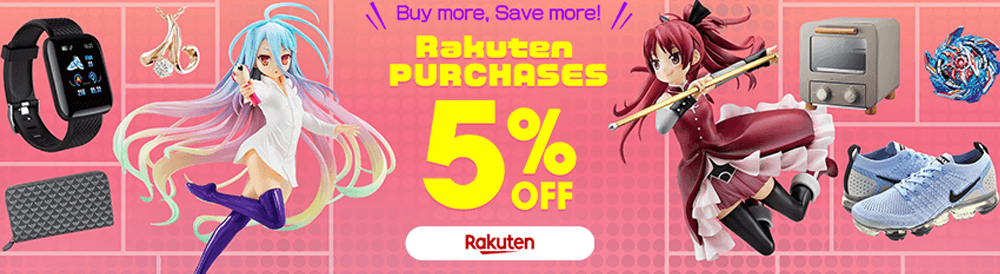 Buy more, Save more!
Rakuten
PURCHASES
5%
OFF
Rakuten